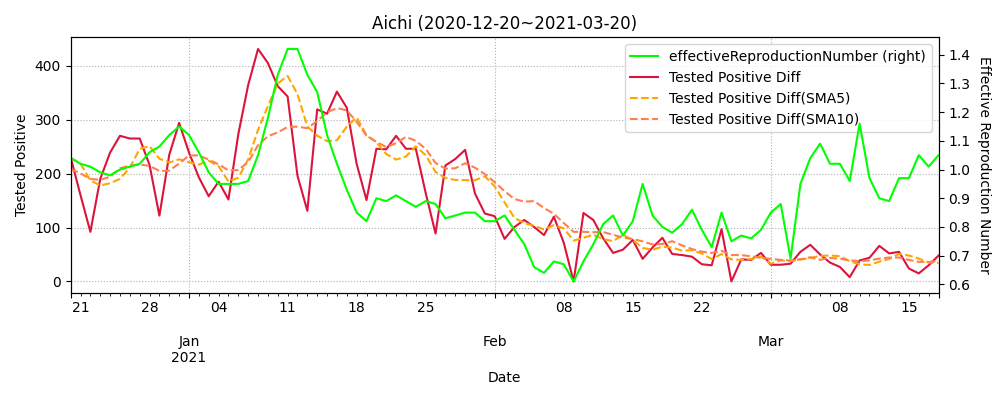 Aichi (2020-12-20~2021-03-20)
effectiveReproductionNumber (right)
Tested Positive Diff
Tested Positive Diff(SMA5)
Tested Positive Diff(SMA10)
Tested Positive
400
300
200
100
0
1.4
1.3
1.2
1.1
1.0
0.9
0.8
0.7
0.6
Effective Reproduction Number
21 28 04 11 18 25 08 15 22 08 15
Jan Feb Mar
2021
Date